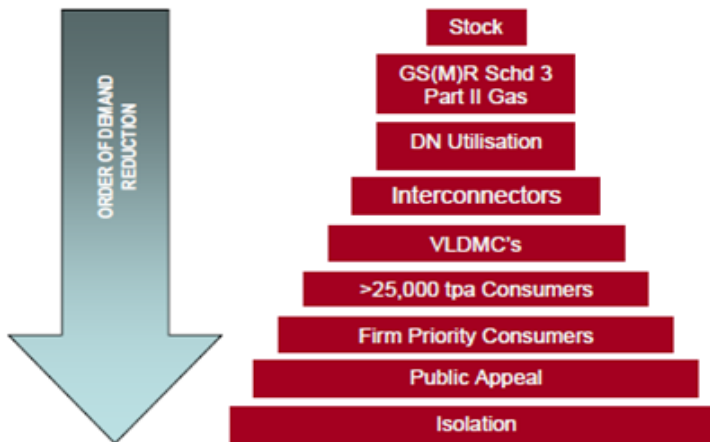 ORDER OF DEMAND
REDUCTION
Stock
GS(M)R Schd 3
Part II Gas
DN Utilisation
Interconnectors
VLDMC's
>25,000 tpa Consumers
Firm Priority Consumers
Public Appeal
Isolation